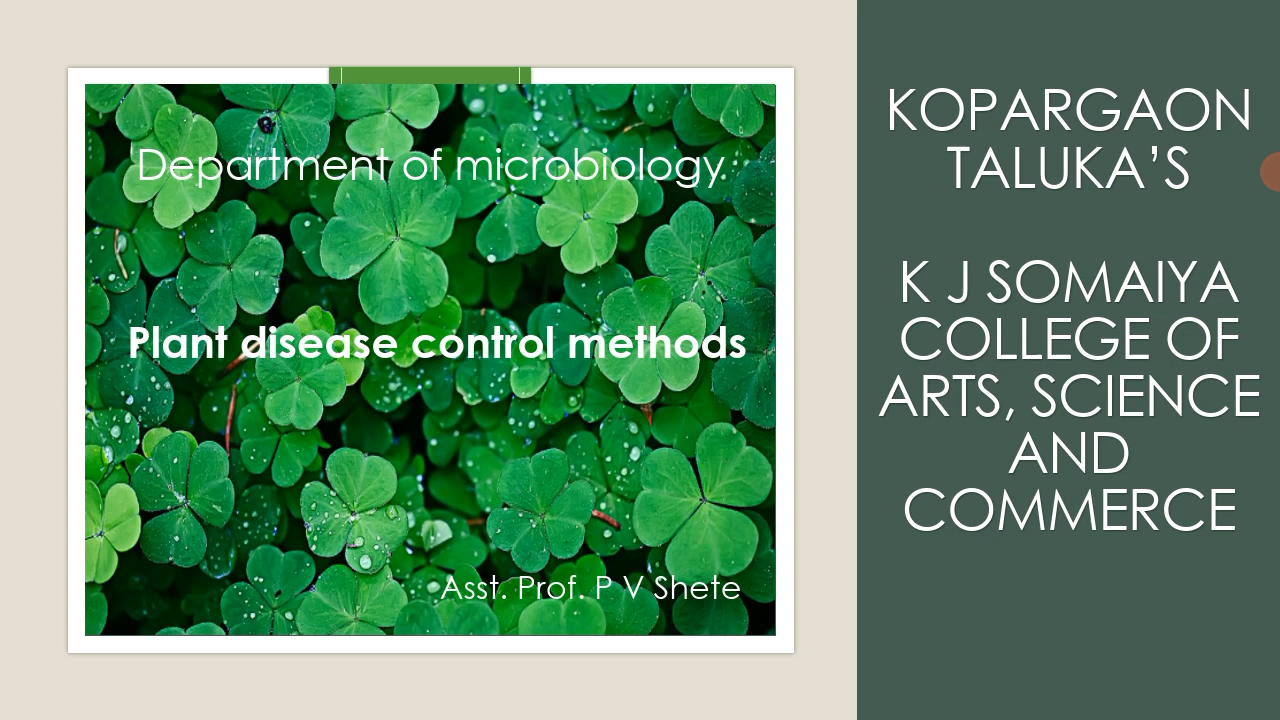 Department of microbiology
Plant disease control methods
Asst. Prof. P V Shete
KOPARGAON
TALUKA’S
K J SOMAIYA
COLLEGE OF
ARTS, SCIENCE
AND
COMMERCE